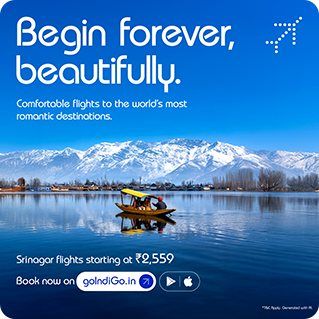 Begin forever,
beautifully.
Comfortable flights to the world's most
romantic destinations.
Srinagar flights starting at ₹2,559
Book now on goIndiGo.in
*T&C Apply. Generated with AI.